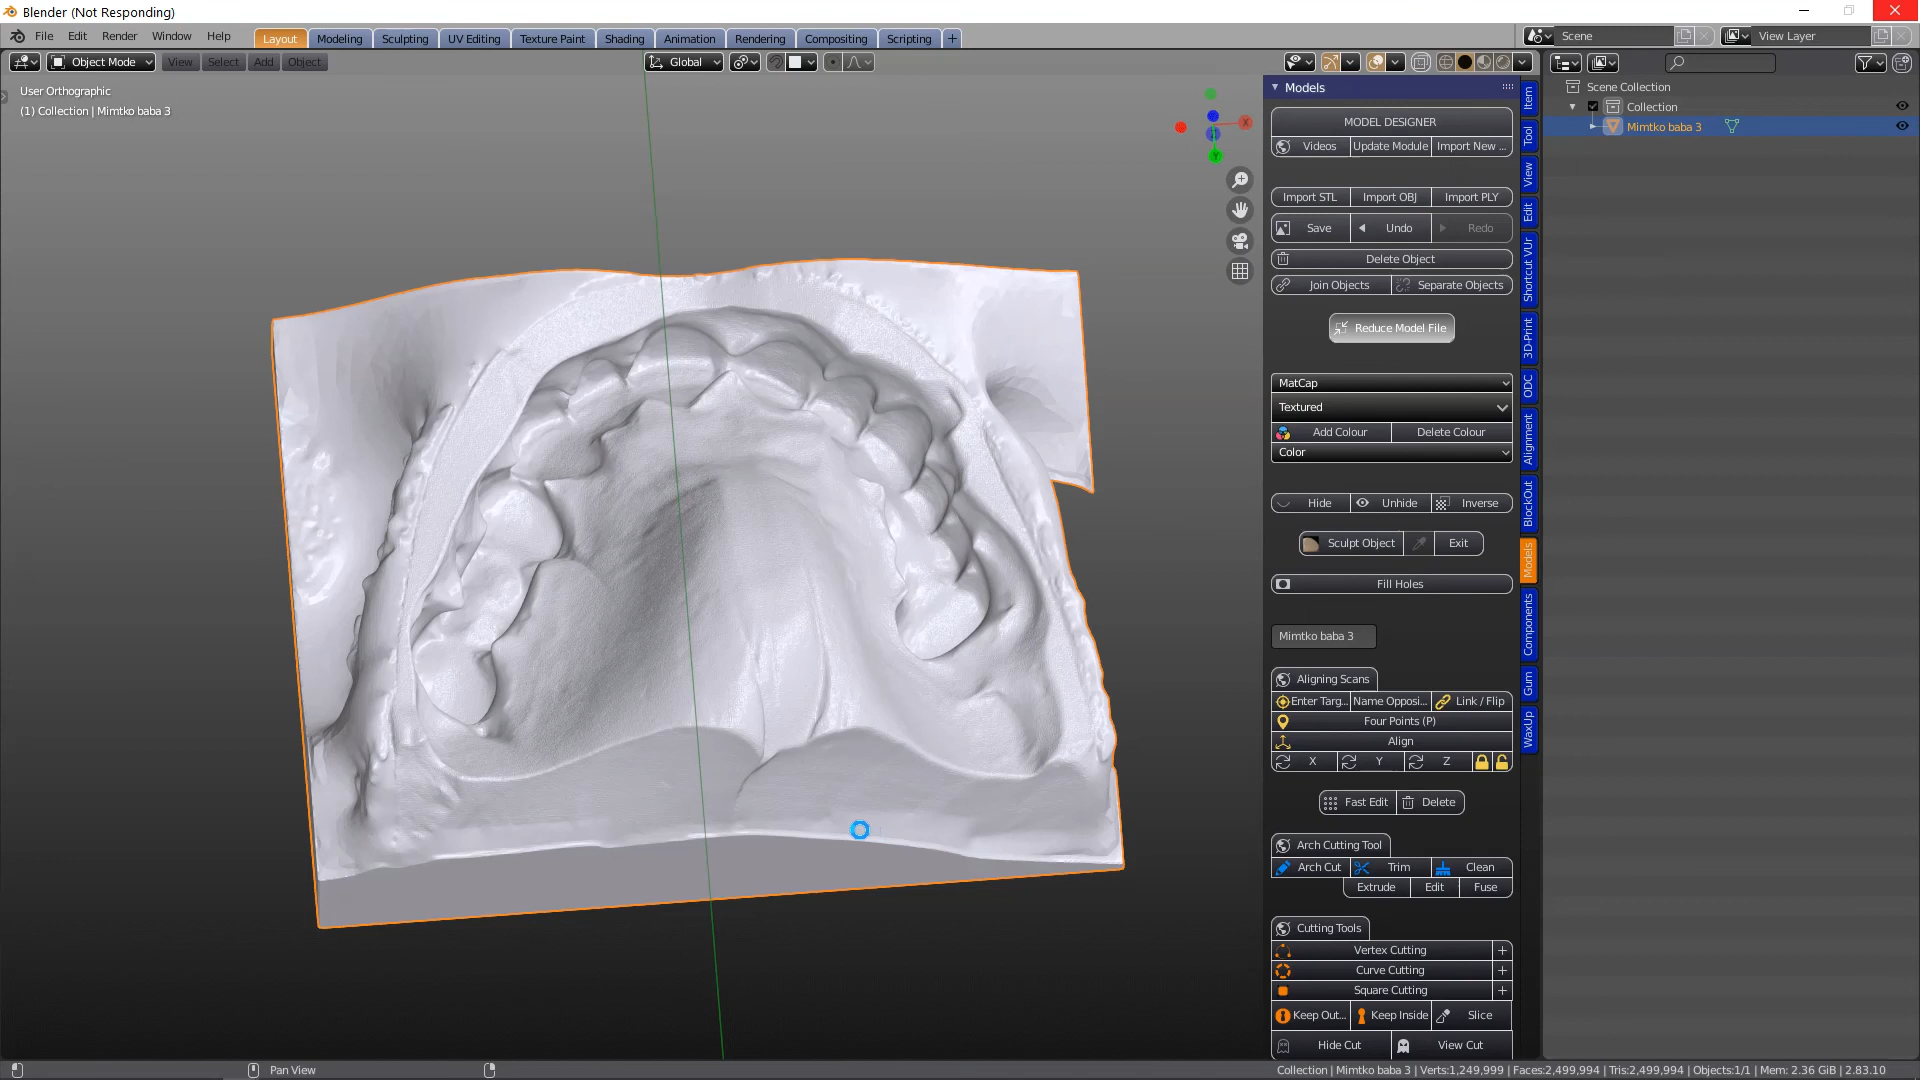 Blender (Not Responding)
File Edit Render Window Help Layout Modeling Sculpting UV Editing Texture Paint Shading Animation Rendering Compositing Scripting + Scene View Layer
Object Mode View Select Add Object Global
User Orthographic
(1) Collection | Mimtko baba 3
X
Y
Models
MODEL DESIGNER
Videos Update Module Import New ...
Import STL Import OBJ Import PLY
Save Undo Redo
Delete Object
Join Objects Separate Objects
Reduce Model File
MatCap
Textured
Add Colour Delete Colour
Color
Hide Unhide Inverse
Sculpt Object Exit
Fill Holes
Mimtko baba 3
Aligning Scans
Enter Targ... Name Opposi... Link / Flip
Four Points (P)
Align
X Y Z
Fast Edit Delete
Arch Cutting Tool
Arch Cut Trim Clean
Extrude Edit Fuse
Cutting Tools
Vertex Cutting +
Curve Cutting +
Square Cutting +
Keep Out... Keep Inside Slice
Hide Cut View Cut
Item
Tool
View
Edit
Shortcut VUr
3D-Print
ODC
Alignment
BlockOut
Models
Components
Gum
WaxUp
Scene Collection
Collection
Mimtko baba 3
Pan View
Collection | Mimtko baba 3 | Verts:1,249,999 | Faces:2,499,994 | Tris:2,499,994 | Objects:1/1 | Mem: 2.36 GiB | 2.83.10